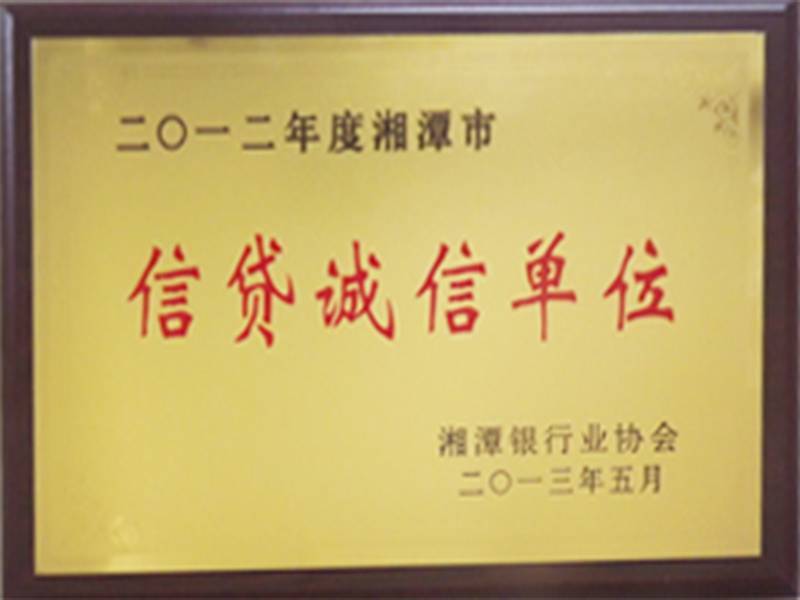 二〇一二年度湘潭市
信贷诚信单位
湘潭银行业协会
二〇一三年五月